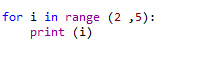 for i in range (2 ,5):
    print (i)